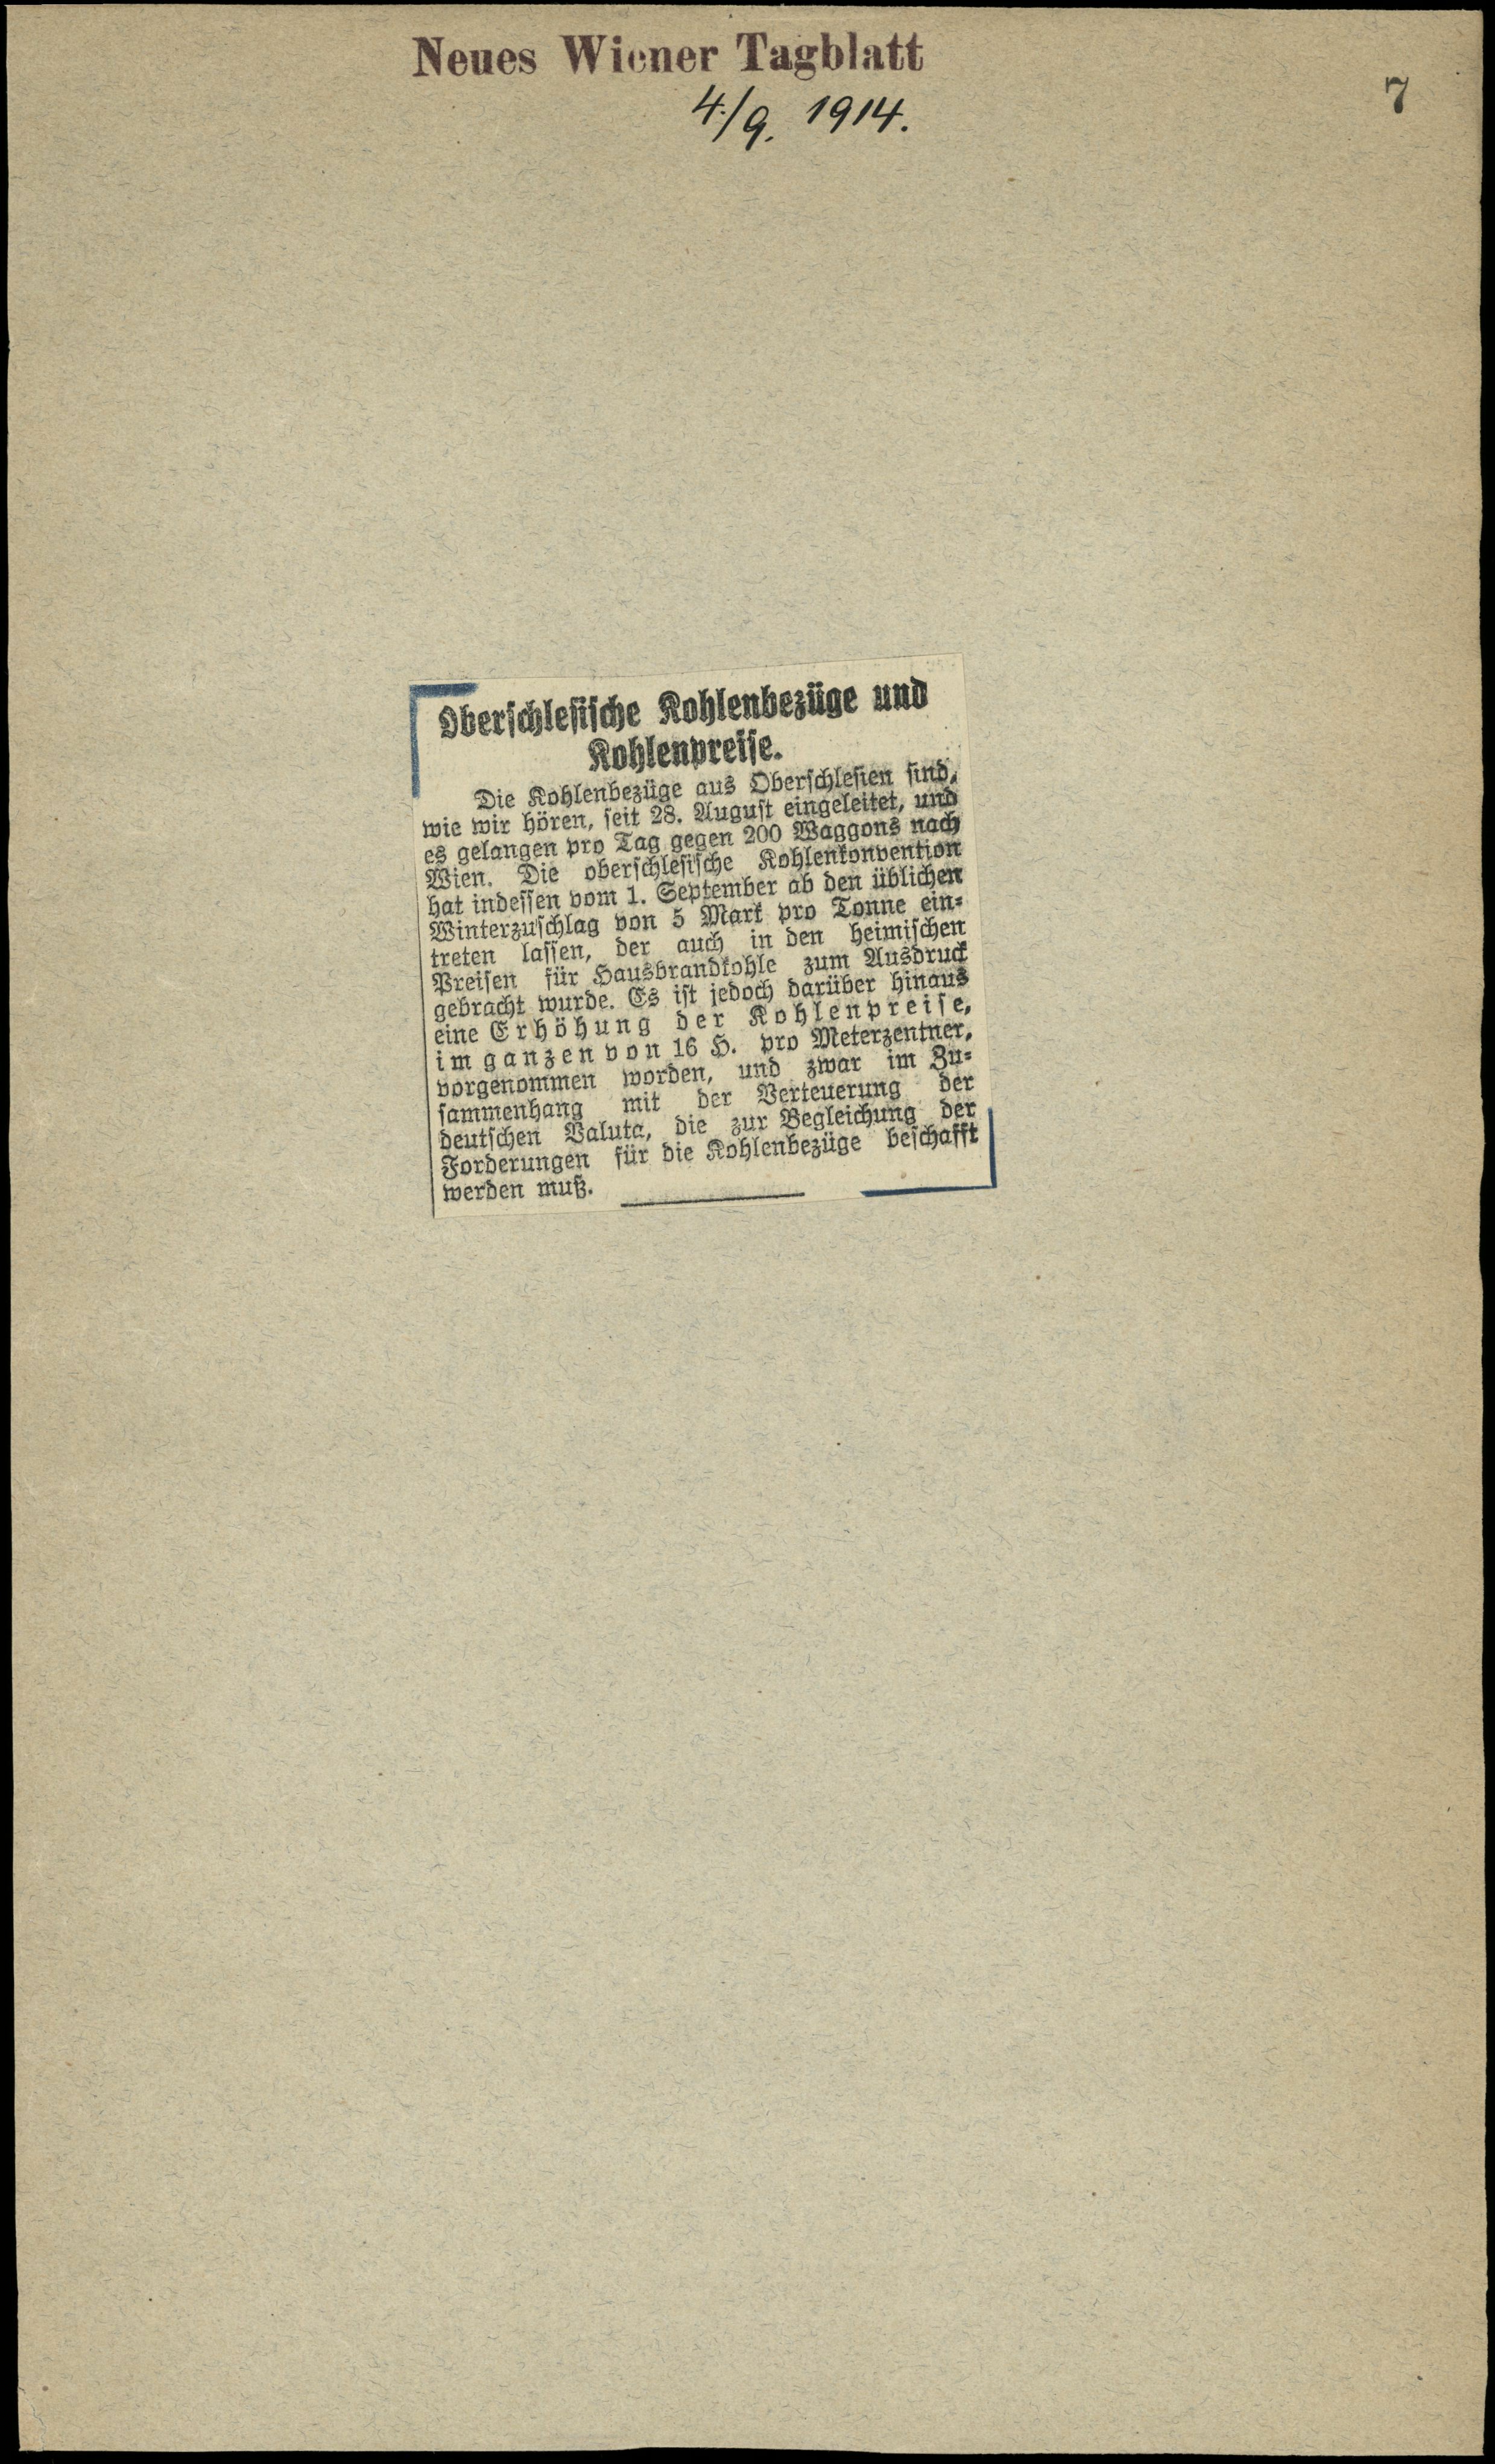 Neues Wiener Tagblatt
4./9. 1914.
7
Oberschlesische Kohlenbezüge und
Kohlenpreise.
Die Kohlenbezüge aus Oberschlesien sind,
wie wir hören, seit 28. August eingeleitet, und
es gelangen pro Tag gegen 200 Waggons nach
Wien. Die oberschlesische Kohlenkonvention
hat indessen vom 1. September ab den üblichen
Winterzuschlag von 5 Mark pro Tonne ein-
treten lassen, der auch in den heimischen
Preisen für Hausbrandkohle zum Ausdruck
gebracht wurde. Es ist jedoch darüber hinaus
eine Erhöhung der Kohlenpreise,
im ganzen von 16 H. pro Meterzentner,
vorgenommen worden, und zwar im Zu-
sammenhang mit der Verteuerung der
deutschen Valuta, die zur Begleichung der
Forderungen für die Kohlenbezüge beschafft
werden muß.